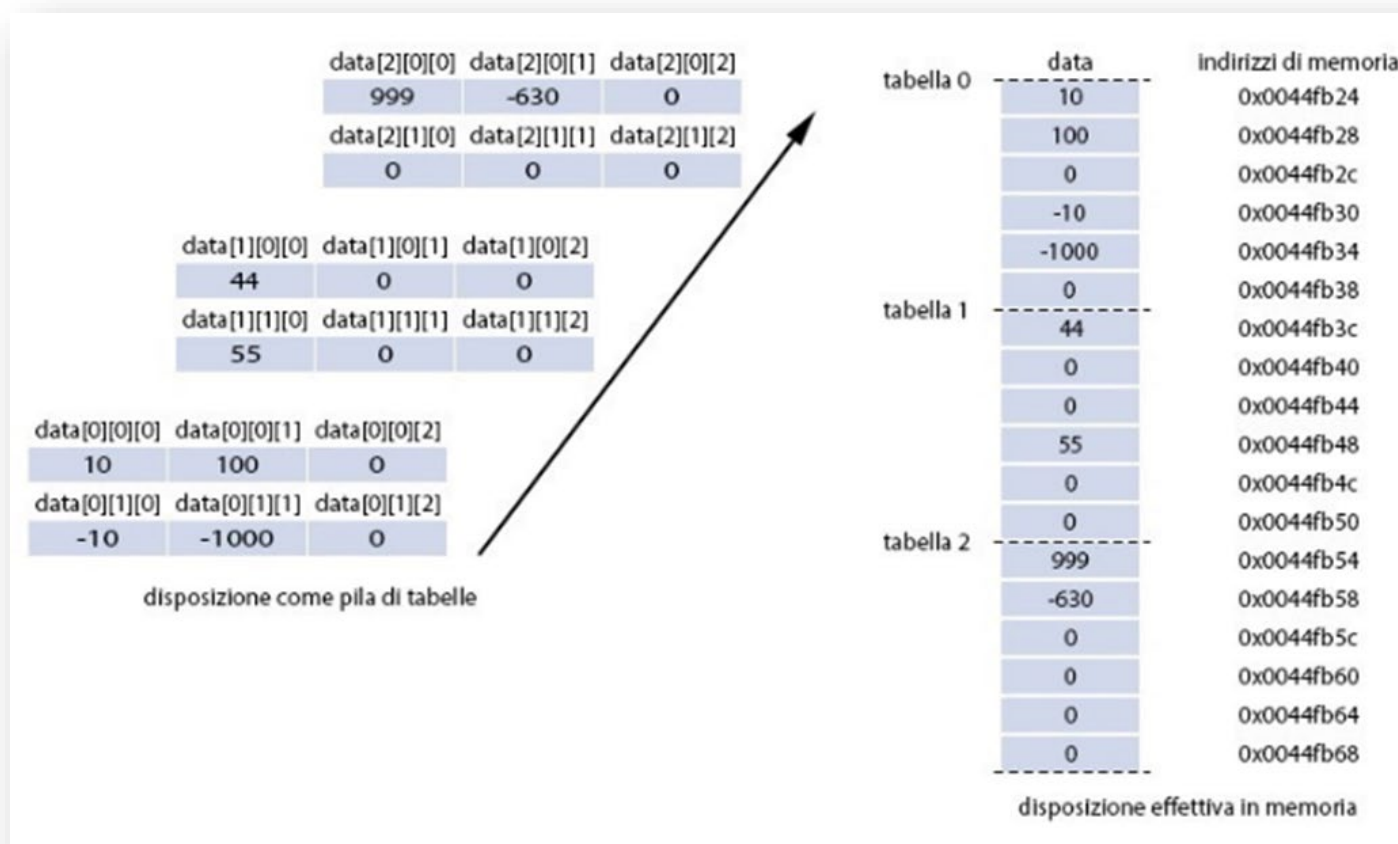 data[2][0][0] data[2][0][1] data[2][0][2]
999 -630 0
data[2][1][0] data[2][1][1] data[2][1][2]
0 0 0
data[1][0][0] data[1][0][1] data[1][0][2]
44 0 0
data[1][1][0] data[1][1][1] data[1][1][2]
55 0 0
data[0][0][0] data[0][0][1] data[0][0][2]
10 100 0
data[0][1][0] data[0][1][1] data[0][1][2]
-10 -1000 0
disposizione come pila di tabelle
data indirizzi di memoria
tabella 0
10 0x0044fb24
100 0x0044fb28
0 0x0044fb2c
-10 0x0044fb30
-1000 0x0044fb34
0 0x0044fb38
tabella 1
44 0x0044fb3c
0 0x0044fb40
0 0x0044fb44
55 0x0044fb48
0 0x0044fb4c
0 0x0044fb50
tabella 2
999 0x0044fb54
-630 0x0044fb58
0 0x0044fb5c
0 0x0044fb60
0 0x0044fb64
0 0x0044fb68
disposizione effettiva in memoria